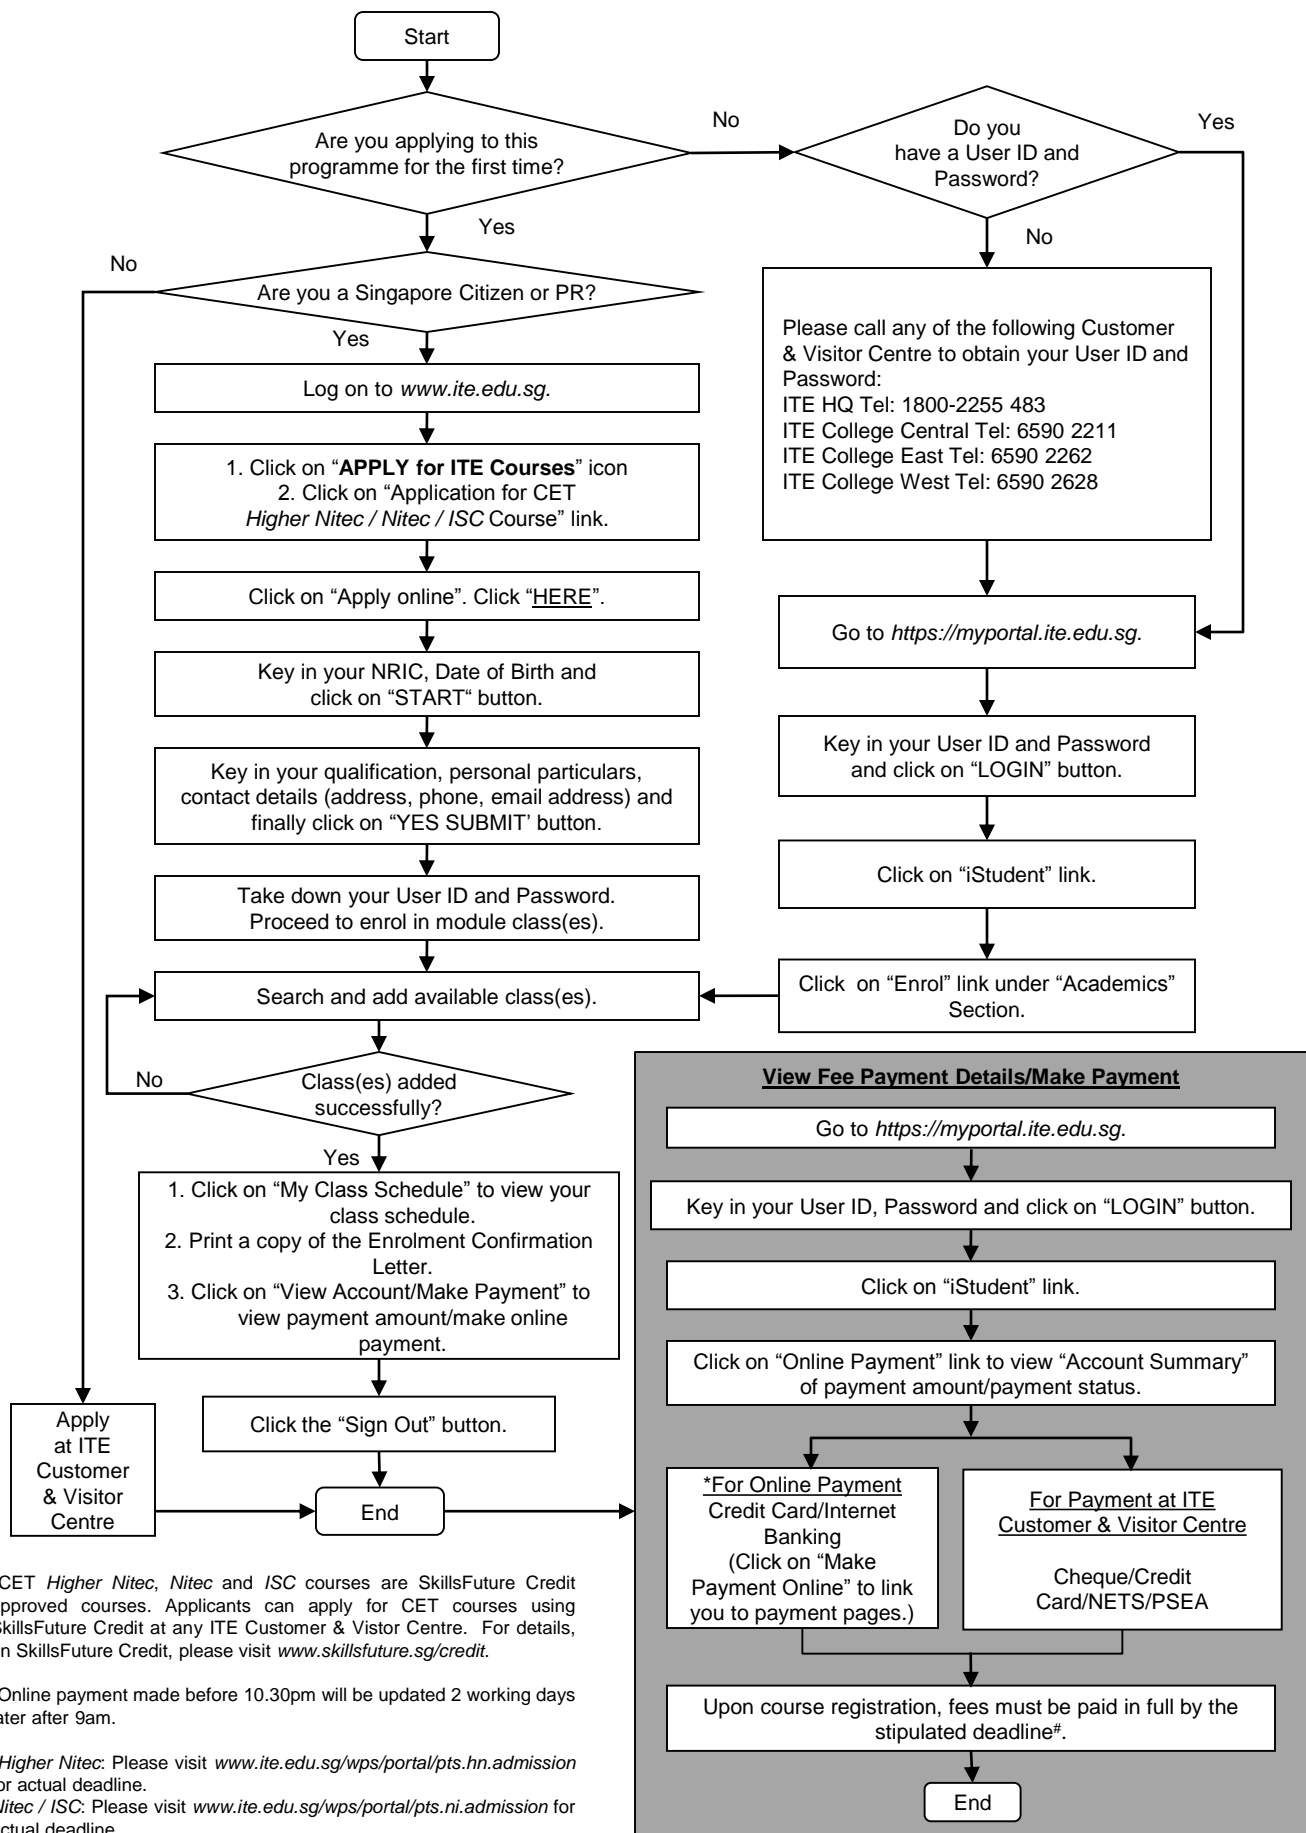 Start
Are you applying to this
programme for the first time?
No
Do you
have a User ID and
Password?
Yes
Yes
No
No
Are you a Singapore Citizen or PR?
Yes
Please call any of the following Customer
& Visitor Centre to obtain your User ID and
Password:
ITE HQ Tel: 1800-2255 483
ITE College Central Tel: 6590 2211
ITE College East Tel: 6590 2262
ITE College West Tel: 6590 2628
Log on to www.ite.edu.sg.
1. Click on “APPLY for ITE Courses” icon
2. Click on “Application for CET
Higher Nitec / Nitec / ISC Course” link.
Click on “Apply online”. Click “HERE”.
Go to https://myportal.ite.edu.sg.
Key in your NRIC, Date of Birth and
click on “START“ button.
Key in your User ID and Password
and click on “LOGIN” button.
Key in your qualification, personal particulars,
contact details (address, phone, email address) and
finally click on “YES SUBMIT’ button.
Click on “iStudent” link.
Take down your User ID and Password.
Proceed to enrol in module class(es).
Click  on “Enrol” link under “Academics”
Section.
Search and add available class(es).
No
Class(es) added
successfully?
Yes
1. Click on “My Class Schedule” to view your
class schedule.
2. Print a copy of the Enrolment Confirmation
Letter.
3. Click on “View Account/Make Payment” to
view payment amount/make online
payment.
Click the “Sign Out” button.
Apply
at ITE
Customer
& Visitor
Centre
End
View Fee Payment Details/Make Payment
Go to https://myportal.ite.edu.sg.
Key in your User ID, Password and click on “LOGIN” button.
Click on “iStudent” link.
Click on “Online Payment” link to view “Account Summary”
of payment amount/payment status.
*For Online Payment
Credit Card/Internet
Banking
(Click on “Make
Payment Online” to link
you to payment pages.)
For Payment at ITE
Customer & Visitor Centre
Cheque/Credit
Card/NETS/PSEA
Upon course registration, fees must be paid in full by the
stipulated deadline#.
End
CET Higher Nitec, Nitec and ISC courses are SkillsFuture Credit
approved courses. Applicants can apply for CET courses using
SkillsFuture Credit at any ITE Customer & Vistor Centre.  For details,
on SkillsFuture Credit, please visit www.skillsfuture.sg/credit.
Online payment made before 10.30pm will be updated 2 working days
later after 9am.
Higher Nitec: Please visit www.ite.edu.sg/wps/portal/pts.hn.admission
for actual deadline.
Nitec / ISC: Please visit www.ite.edu.sg/wps/portal/pts.ni.admission for
actual deadline